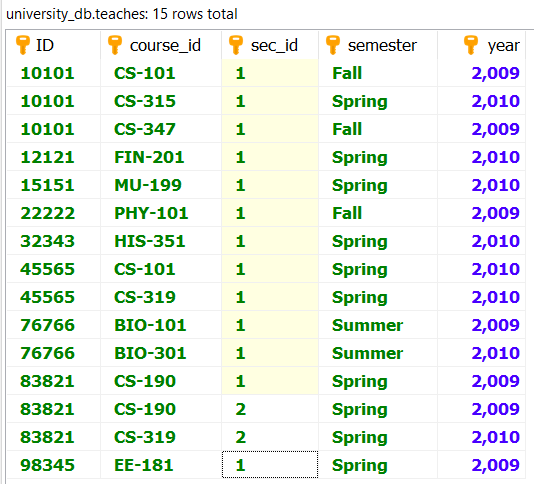 university_db.teaches: 15 rows total
ID course_id sec_id semester year
10101 CS-101 1 Fall 2,009
10101 CS-315 1 Spring 2,010
10101 CS-347 1 Fall 2,009
12121 FIN-201 1 Spring 2,010
15151 MU-199 1 Spring 2,010
22222 PHY-101 1 Fall 2,009
32343 HIS-351 1 Spring 2,010
45565 CS-101 1 Spring 2,010
45565 CS-319 1 Spring 2,010
76766 BIO-101 1 Summer 2,009
76766 BIO-301 1 Summer 2,010
83821 CS-190 1 Spring 2,009
83821 CS-190 2 Spring 2,009
83821 CS-319 2 Spring 2,010
98345 EE-181 1 Spring 2,009